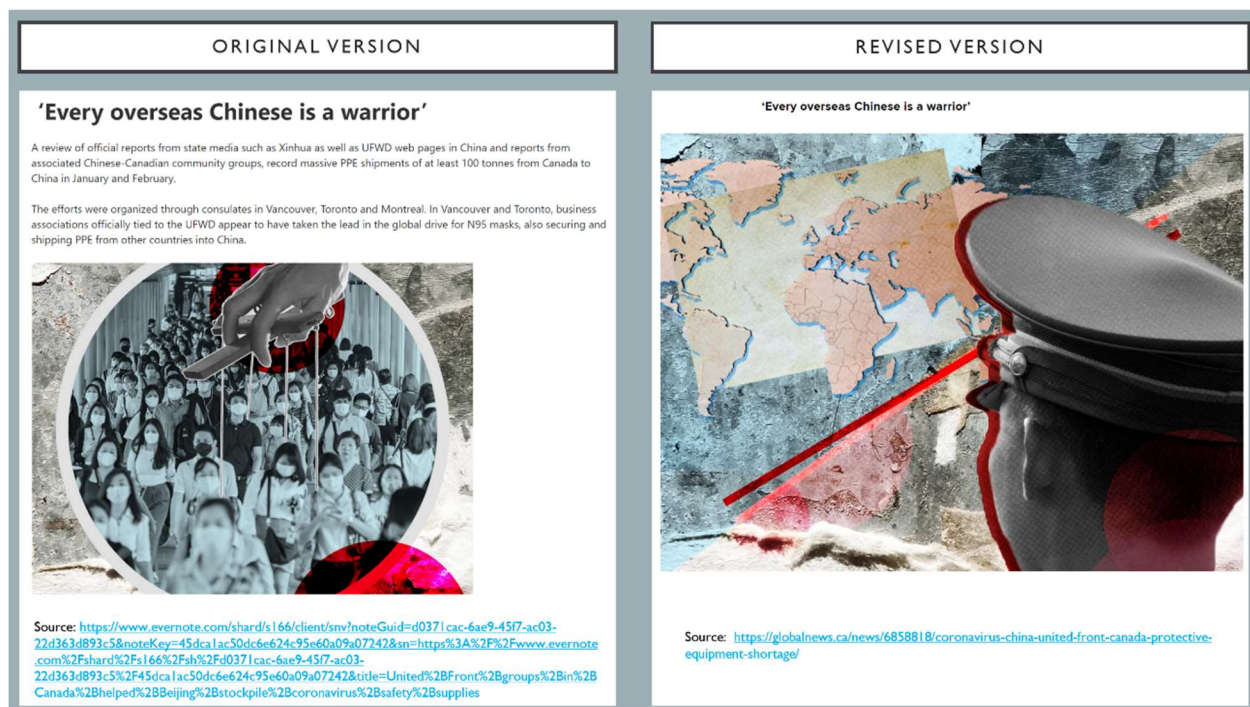 ORIGINAL VERSION
‘Every overseas Chinese is a warrior’
A review of official reports from state media such as Xinhua as well as UFWD web pages in China and reports from
associated Chinese-Canadian community groups, record massive PPE shipments of at least 100 tonnes from Canada to
China in January and February.
The efforts were organized through consulates in Vancouver, Toronto and Montreal. In Vancouver and Toronto, business
associations officially tied to the UFWD appear to have taken the lead in the global drive for N95 masks, also securing and
shipping PPE from other countries into China.
Source: https://www.evernote.com/shard/s166/client/snv?noteGuid=d0371cac-6ae9-45f7-ac03-
22d363d893c5&noteKey=45dca1ac50dc6e624c95e60a09a07242&sn=https%3A%2F%2Fwww.evernote
.com%2Fshard%2Fs166%2Fsh%2Fd0371cac-6ae9-45f7-ac03-
22d363d893c5%2F45dca1ac50dc6e624c95e60a09a07242&title=United%2BFront%2Bgroups%2Bin%2B
Canada%2Bhelped%2BBeijing%2Bstockpile%2Bcoronavirus%2Bsafety%2Bsupplies
REVISED VERSION
‘Every overseas Chinese is a warrior’
Source: https://globalnews.ca/news/6858818/coronavirus-china-united-front-canada-protective-
equipment-shortage/